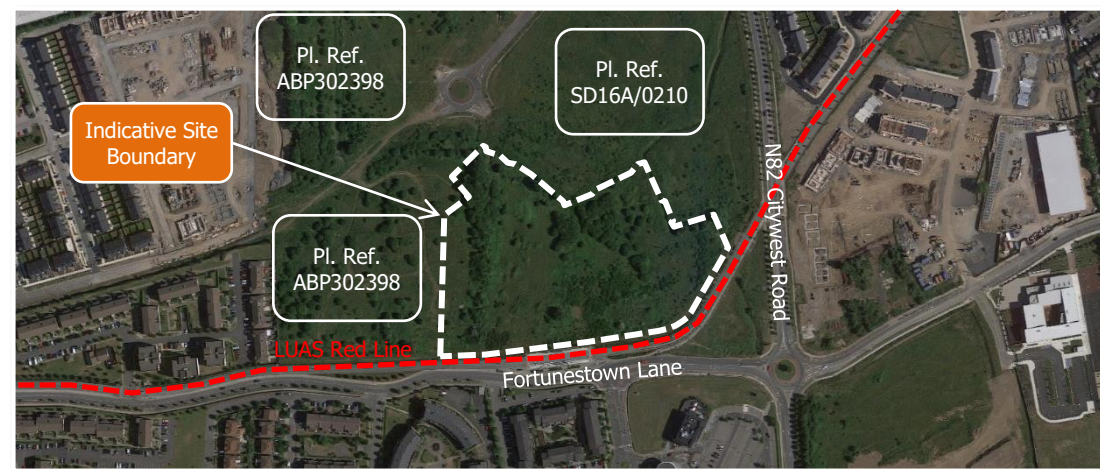 Pl. Ref.
ABP302398
Pl. Ref.
SD16A/0210
Indicative Site
Boundary
N82 Citywest Road
Pl. Ref.
ABP302398
LUAS Red Line
Fortunestown Lane